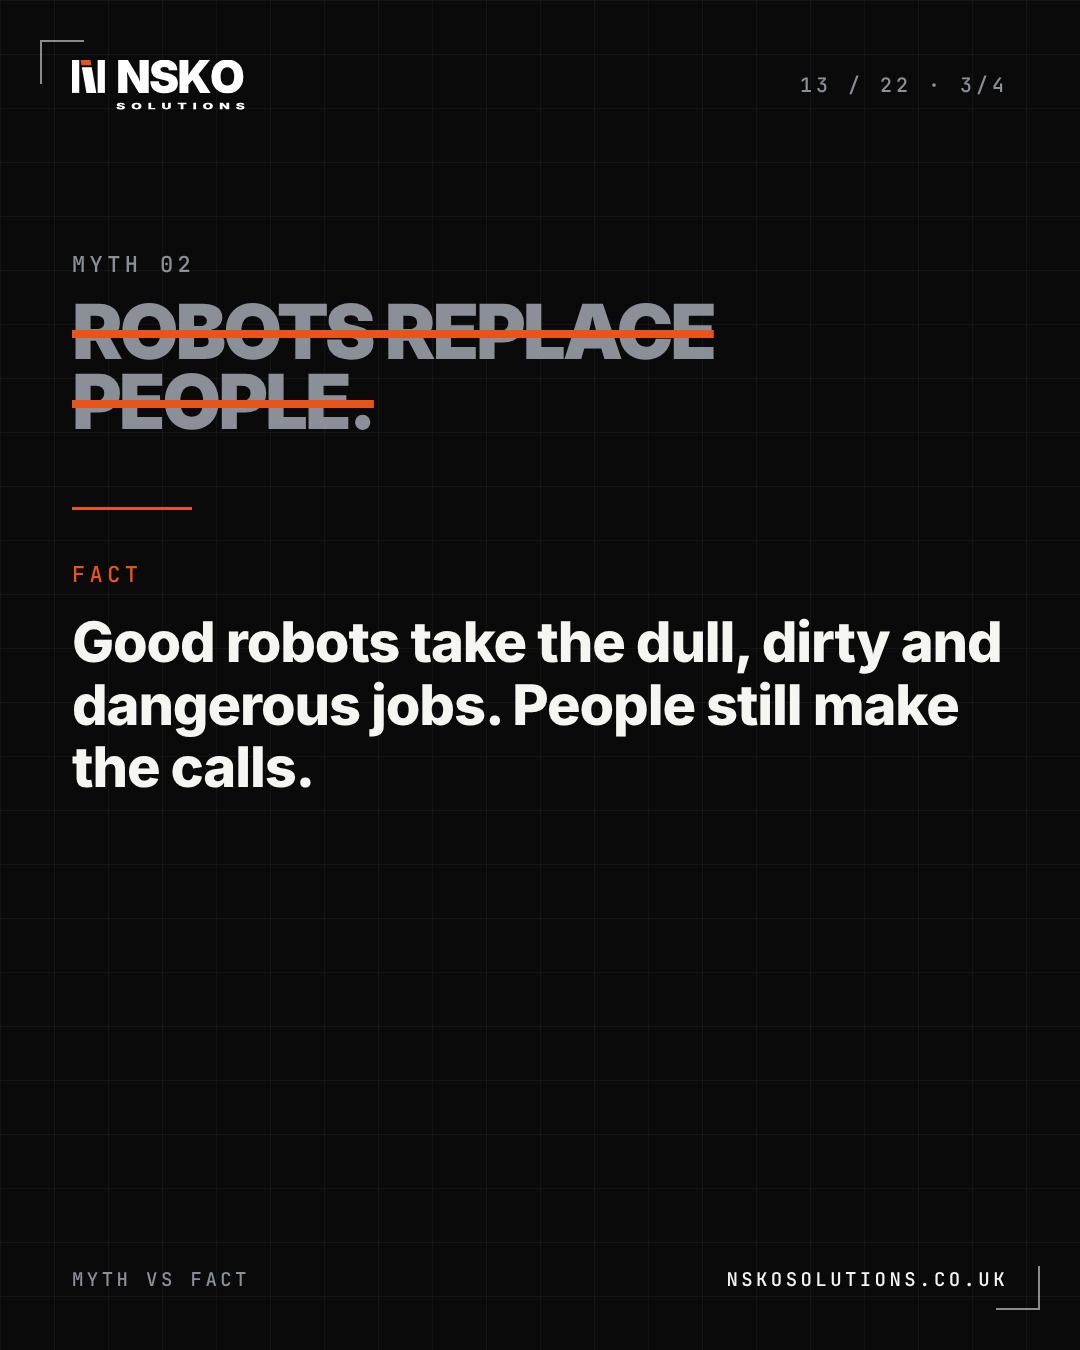 NSKO
SOLUTIONS
13 / 22 · 3/4
MYTH 02
ROBOTS REPLACE
PEOPLE.
FACT
Good robots take the dull, dirty and
dangerous jobs. People still make
the calls.
MYTH VS FACT
NSKOSOLUTIONS.CO.UK